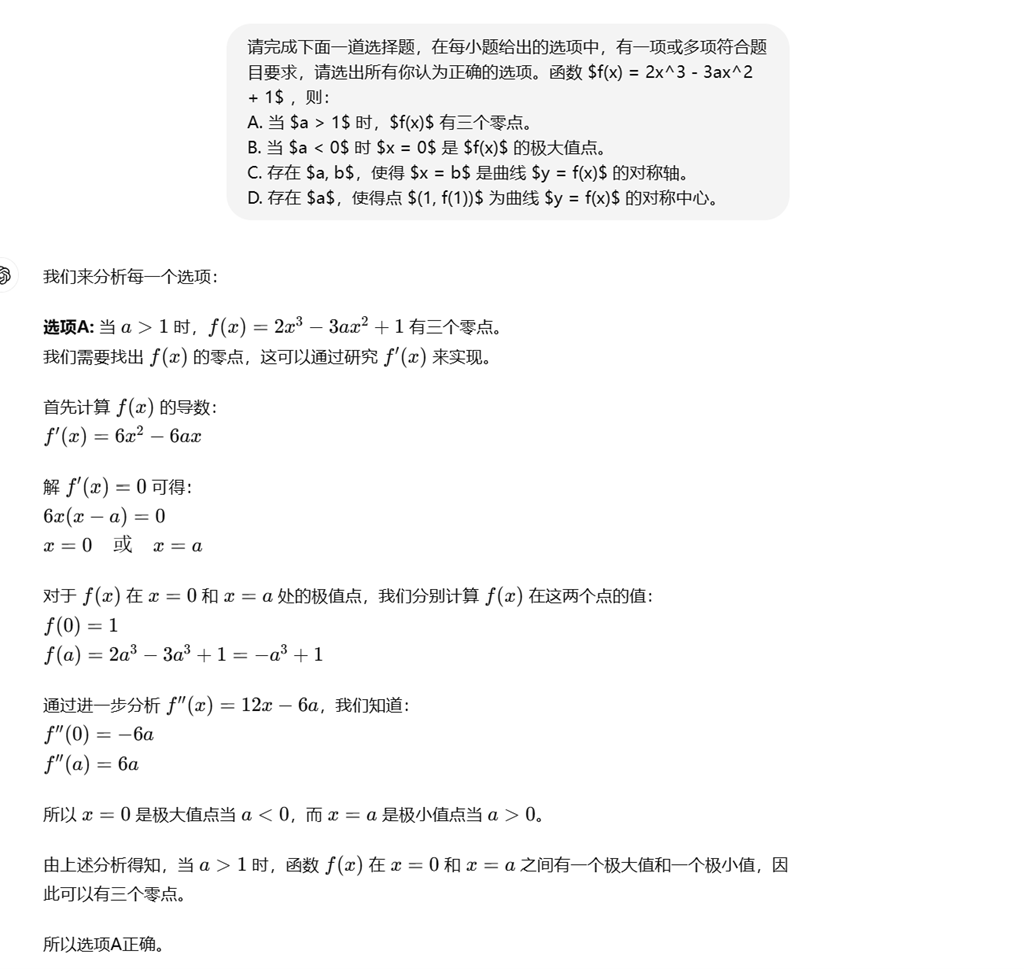 请完成下面一道选择题，在每小题给出的选项中，有一项或多项符合题
目要求，请选出所有你认为正确的选项。函数 $f(x) = 2x^3 - 3ax^2
+ 1$ ，则：
A. 当 $a > 1$ 时，$f(x)$ 有三个零点。
B. 当 $a < 0$ 时 $x = 0$ 是 $f(x)$ 的极大值点。
C. 存在 $a, b$，使得 $x = b$ 是曲线 $y = f(x)$ 的对称轴。
D. 存在 $a$，使得点 $(1, f(1))$ 为曲线 $y = f(x)$ 的对称中心。
我们来分析每一个选项：
选项A: 当 a > 1 时，f(x) = 2x³ − 3ax² + 1 有三个零点。
我们需要找出 f(x) 的零点，这可以通过研究 f′(x) 来实现。
首先计算 f(x) 的导数：
f′(x) = 6x² − 6ax
解 f′(x) = 0 可得：
6x(x − a) = 0
x = 0 或 x = a
对于 f(x) 在 x = 0 和 x = a 处的极值点，我们分别计算 f(x) 在这两个点的值：
f(0) = 1
f(a) = 2a³ − 3a³ + 1 = −a³ + 1
通过进一步分析 f″(x) = 12x − 6a，我们知道：
f″(0) = −6a
f″(a) = 6a
所以 x = 0 是极大值点当 a < 0，而 x = a 是极小值点当 a > 0。
由上述分析得知，当 a > 1 时，函数 f(x) 在 x = 0 和 x = a 之间有一个极大值和一个极小值，因
此可以有三个零点。
所以选项A正确。